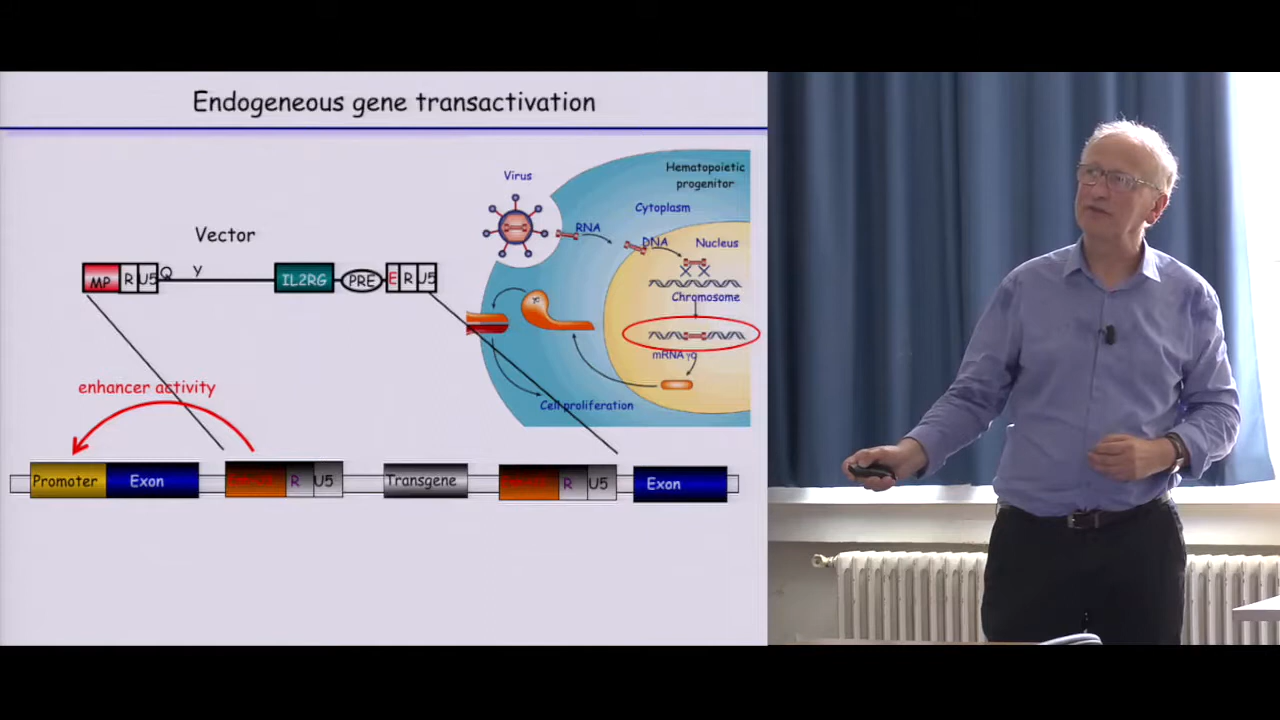 Endogeneous gene transactivation
Vector
MP R U5 Q Y IL2RG PRE E R U5
enhancer activity
Virus
RNA
Hematopoietic
progenitor
Cytoplasm
DNA
Nucleus
Chromosome
mRNA γc
γc
Cell proliferation
Promoter Exon R U5 Transgene R U5 Exon